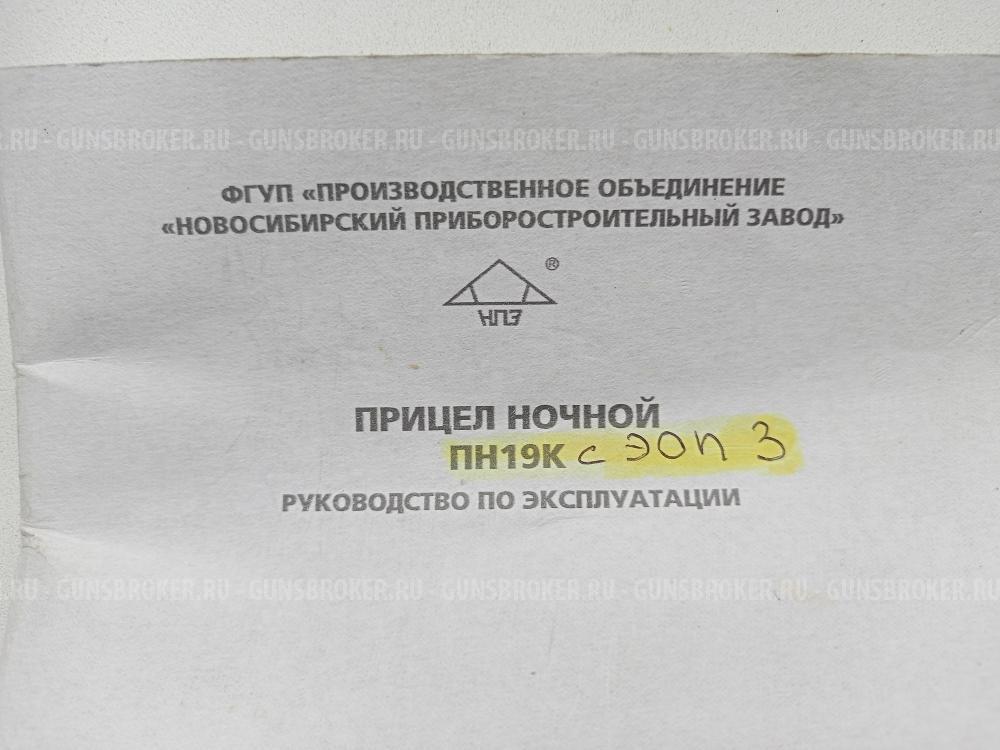 .RU - GUNSBROKER.RU - GUNSBROKER.RU - GUNSBROKER.RU - GUNSBROKER.RU - GUNSBROKER.RU
ФГУП «ПРОИЗВОДСТВЕННОЕ ОБЪЕДИНЕНИЕ
«НОВОСИБИРСКИЙ ПРИБОРОСТРОИТЕЛЬНЫЙ ЗАВОД»
®
НПЗ
ПРИЦЕЛ НОЧНОЙ
ПН19К с ЭОП 3
РУКОВОДСТВО ПО ЭКСПЛУАТАЦИИ
.RU - GUNSBROKER.RU - GUNSBROKER.RU - GUNSBROKER.RU - GUNSBROKER.RU - GUNSBROKER.RU